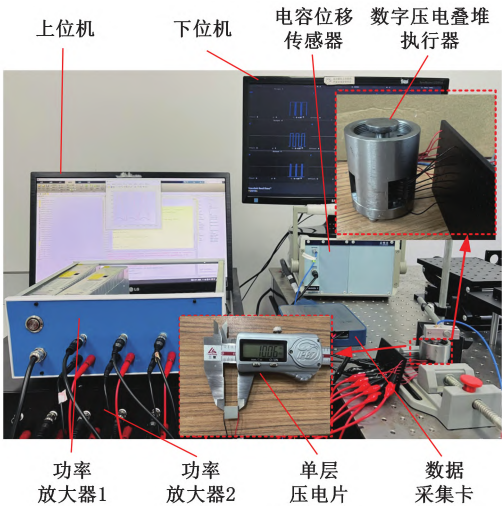 上位机
下位机
电容位移
传感器
数字压电叠堆
执行器
功率
放大器1
功率
放大器2
单层
压电片
数据
采集卡